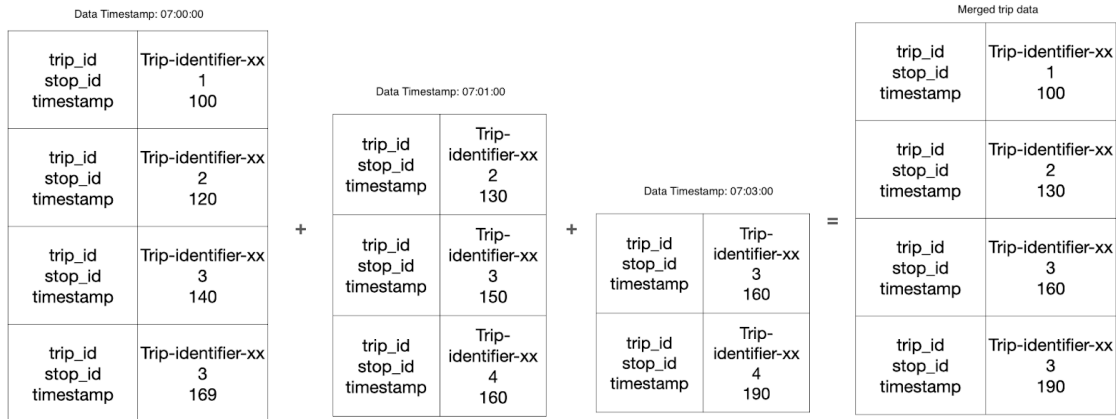 Data Timestamp: 07:00:00
trip_id
stop_id
timestamp
Trip-identifier-xx
1
100
trip_id
stop_id
timestamp
Trip-identifier-xx
2
120
trip_id
stop_id
timestamp
Trip-identifier-xx
3
140
trip_id
stop_id
timestamp
Trip-identifier-xx
3
169
+
Data Timestamp: 07:01:00
trip_id
stop_id
timestamp
Trip-
identifier-xx
2
130
trip_id
stop_id
timestamp
Trip-
identifier-xx
3
150
trip_id
stop_id
timestamp
Trip-
identifier-xx
4
160
+
Data Timestamp: 07:03:00
trip_id
stop_id
timestamp
Trip-
identifier-xx
3
160
trip_id
stop_id
timestamp
Trip-
identifier-xx
4
190
=
Merged trip data
trip_id
stop_id
timestamp
Trip-identifier-xx
1
100
trip_id
stop_id
timestamp
Trip-identifier-xx
2
130
trip_id
stop_id
timestamp
Trip-identifier-xx
3
160
trip_id
stop_id
timestamp
Trip-identifier-xx
3
190